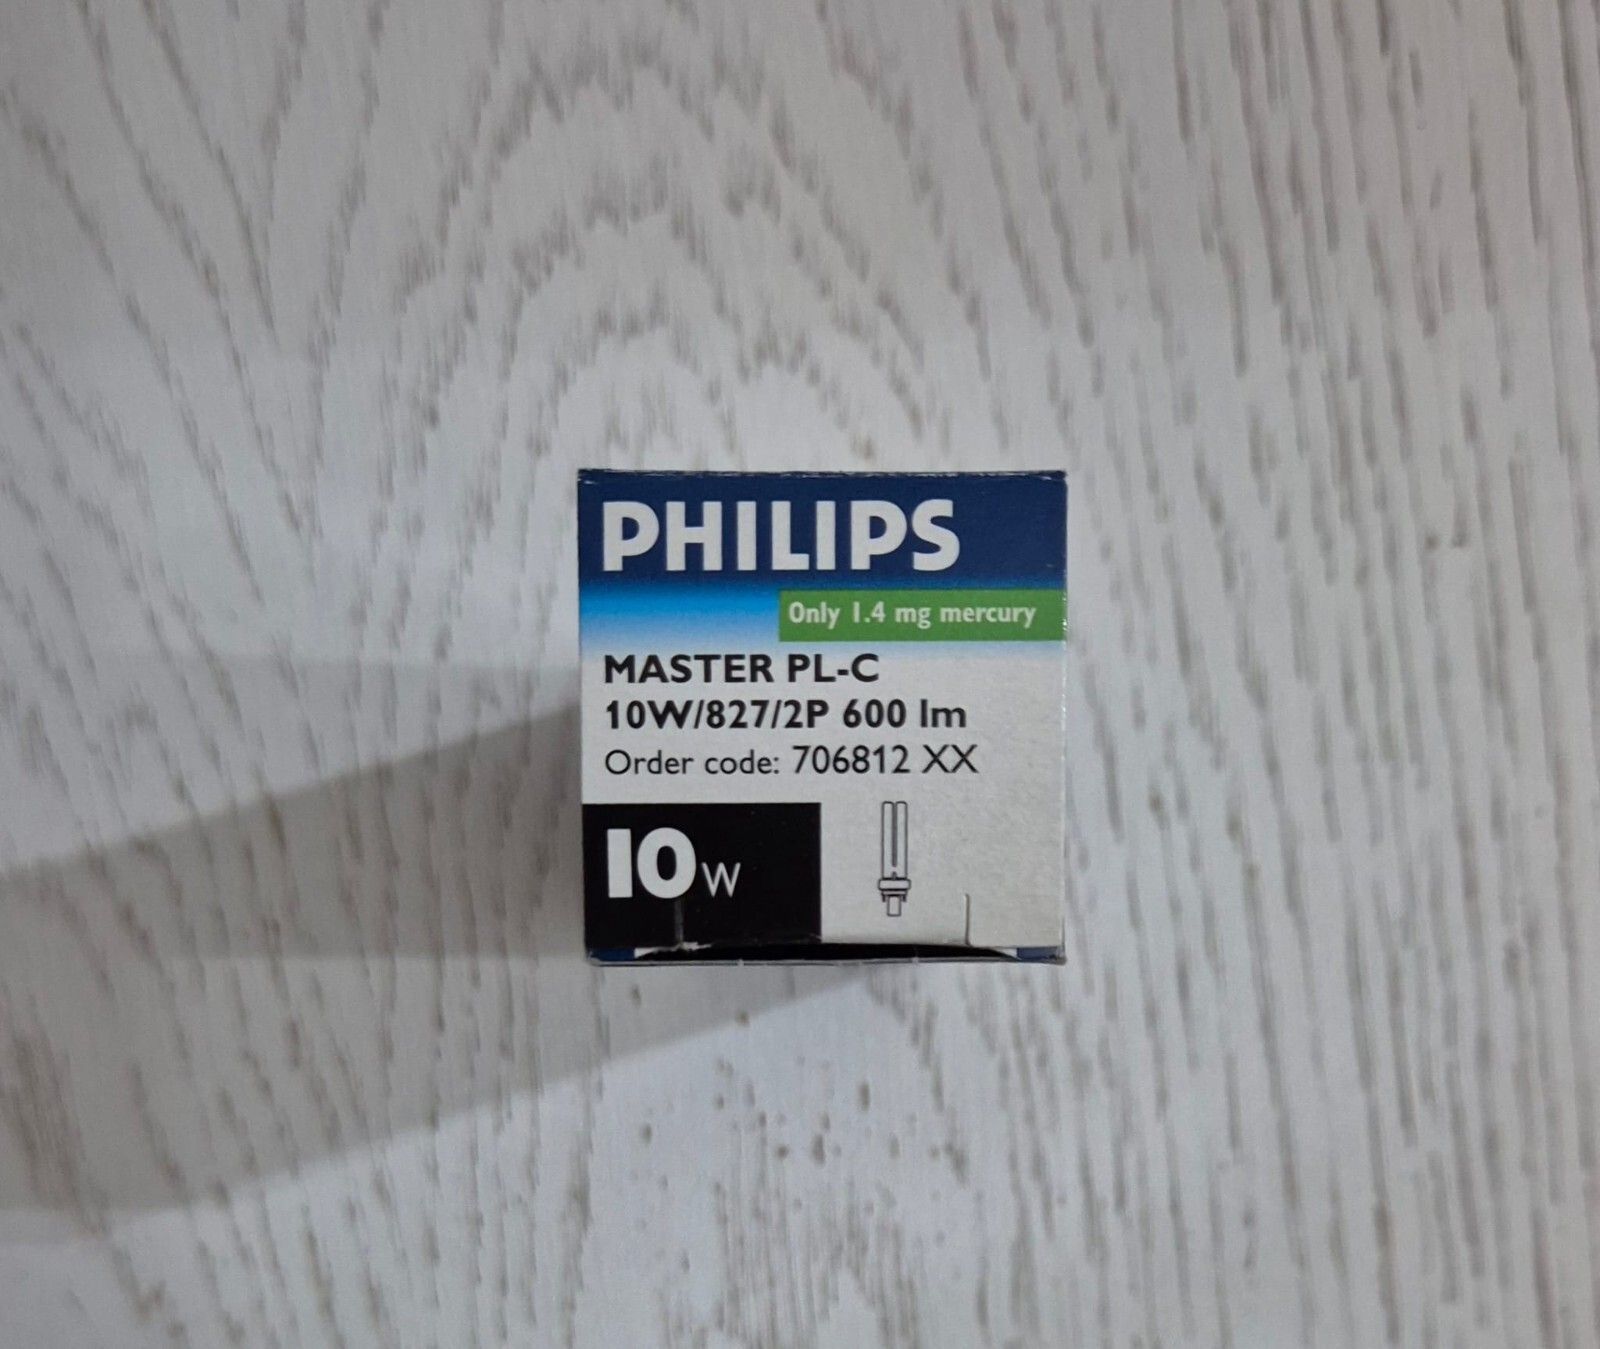 PHILIPS
Only 1.4 mg mercury
MASTER PL-C
10W/827/2P 600 lm
Order code: 706812 XX
10W